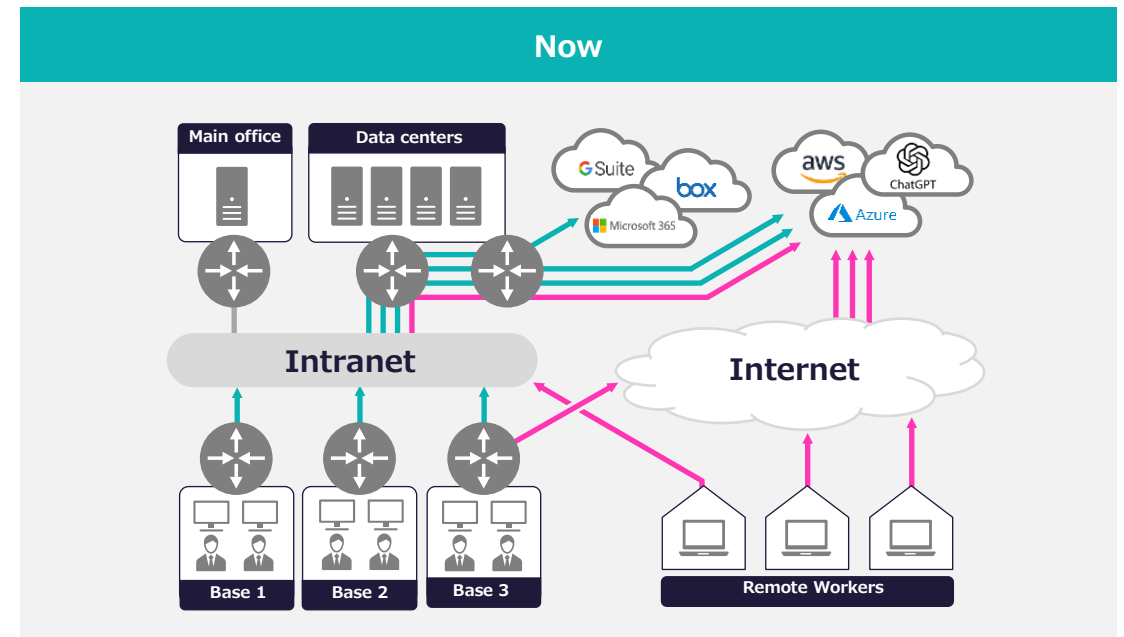 Now
Main office
Data centers
G Suite
box
Microsoft 365
aws
ChatGPT
Azure
Intranet
Internet
Base 1
Base 2
Base 3
Remote Workers